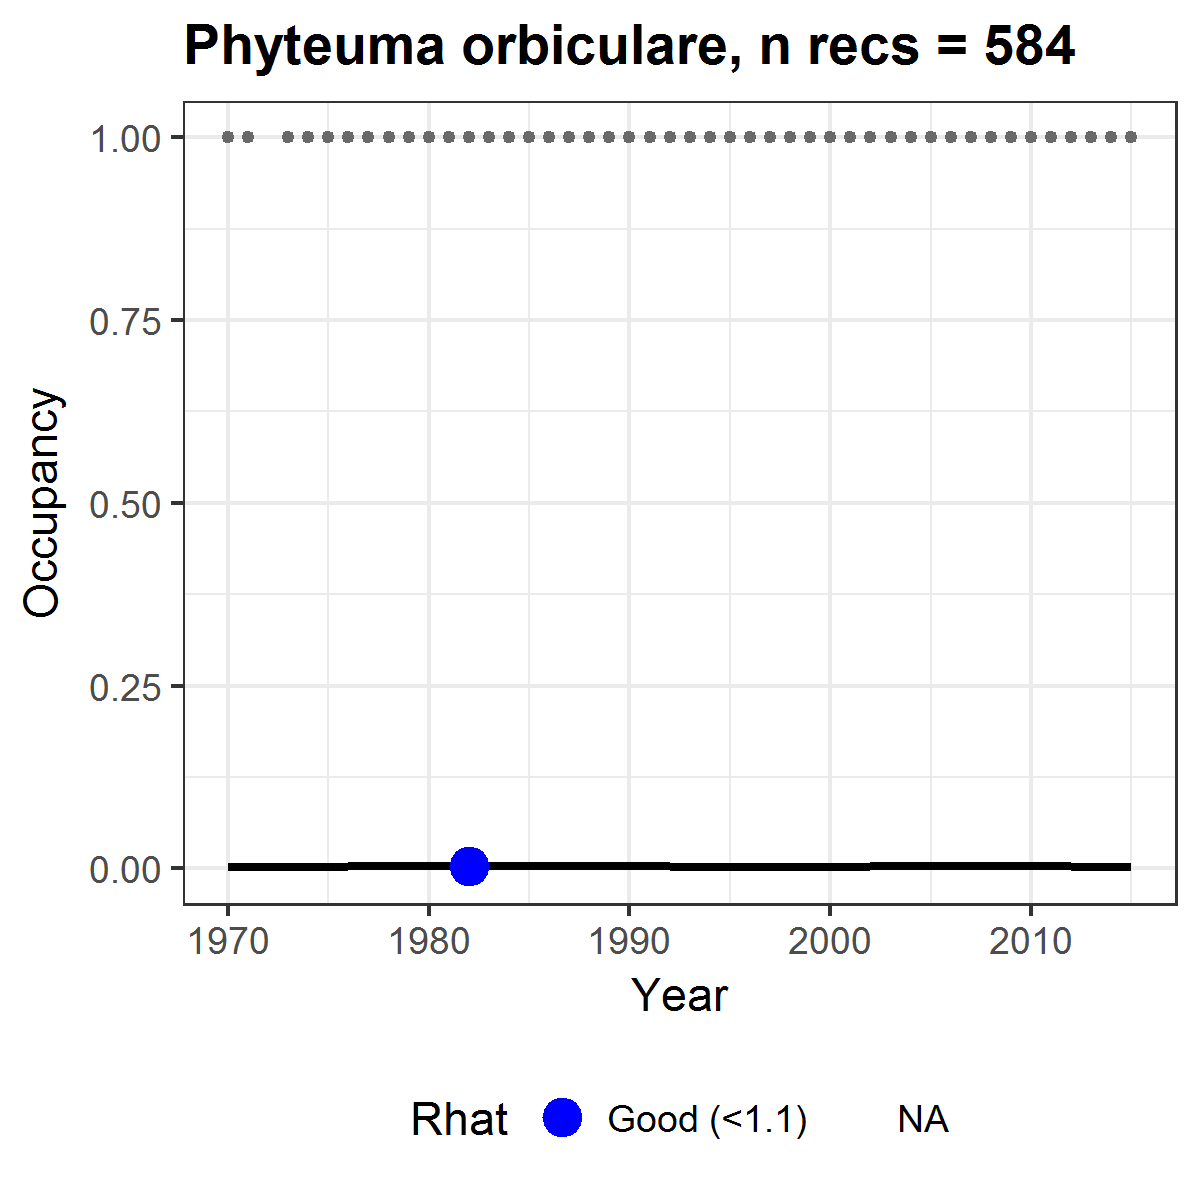 Phyteuma orbiculare, n recs = 584
1.00
0.75
0.50
0.25
0.00
Occupancy
1970 1980 1990 2000 2010
Year
Rhat Good (<1.1) NA